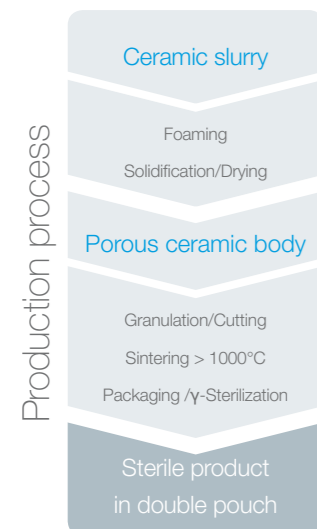 Production process
Ceramic slurry
Foaming
Solidification/Drying
Porous ceramic body
Granulation/Cutting
Sintering > 1000°C
Packaging /γ-Sterilization
Sterile product
in double pouch